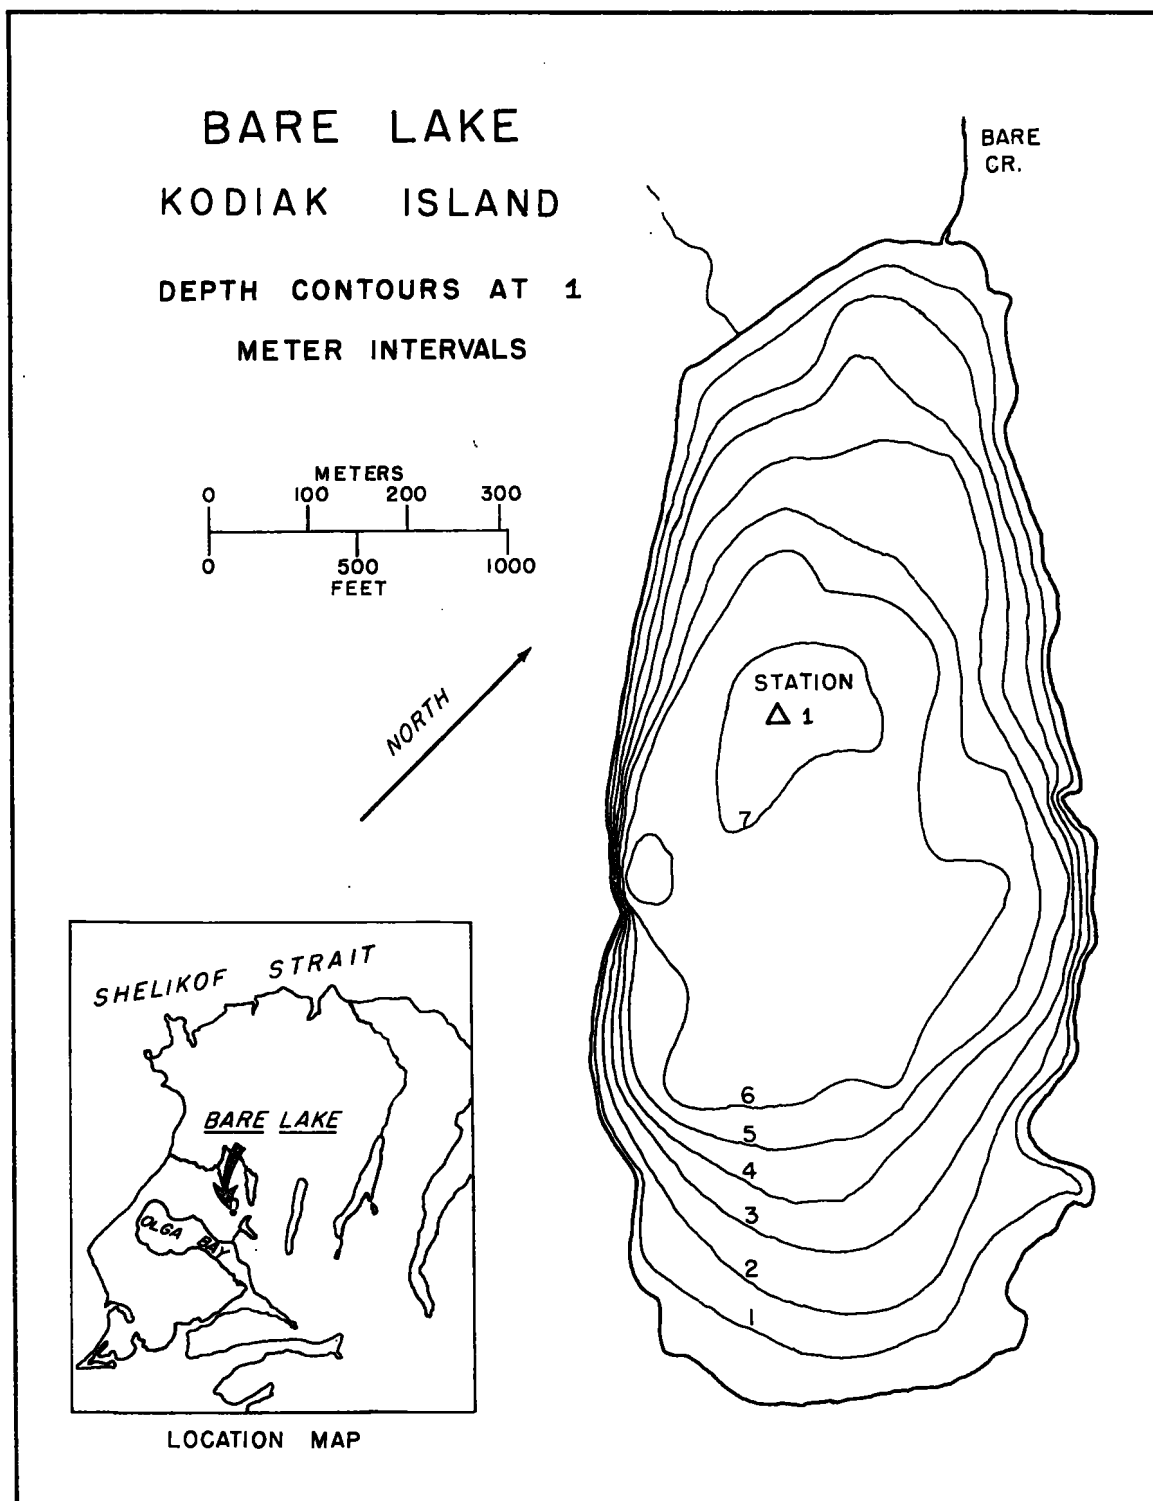 BARE LAKE
KODIAK ISLAND
DEPTH CONTOURS AT 1
METER INTERVALS
BARE
CR.
METERS
0 100 200 300
0 500 1000
FEET
NORTH
STATION
1
7
6
5
4
3
2
1
SHELIKOF STRAIT
BARE LAKE
OLGA BAY
LOCATION MAP